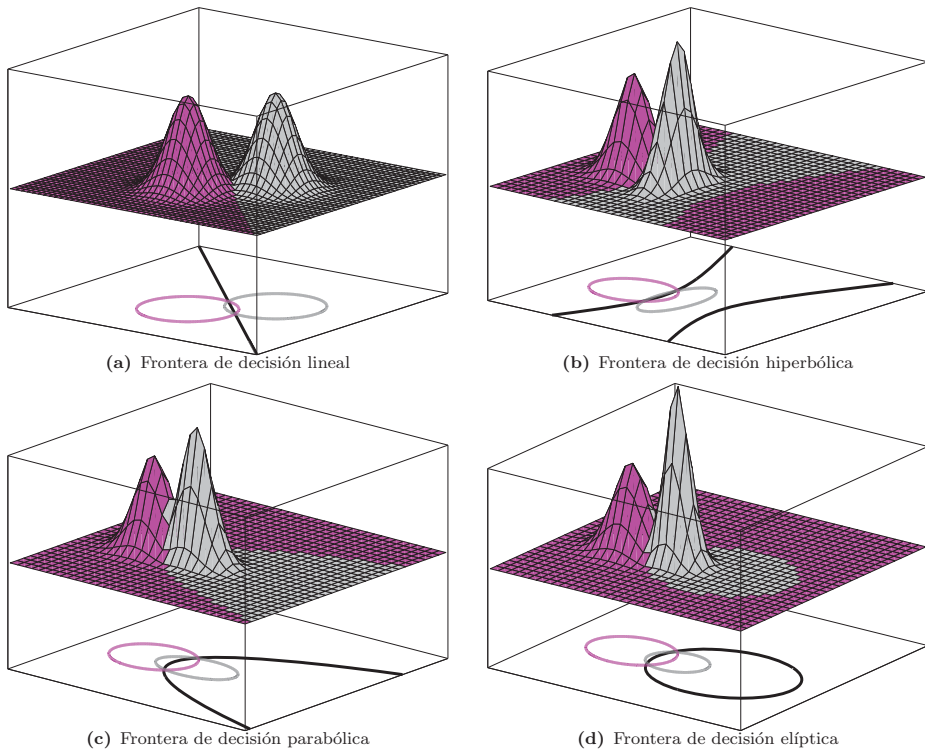 (a) Frontera de decisión lineal
(b) Frontera de decisión hiperbólica
(c) Frontera de decisión parabólica
(d) Frontera de decisión elíptica